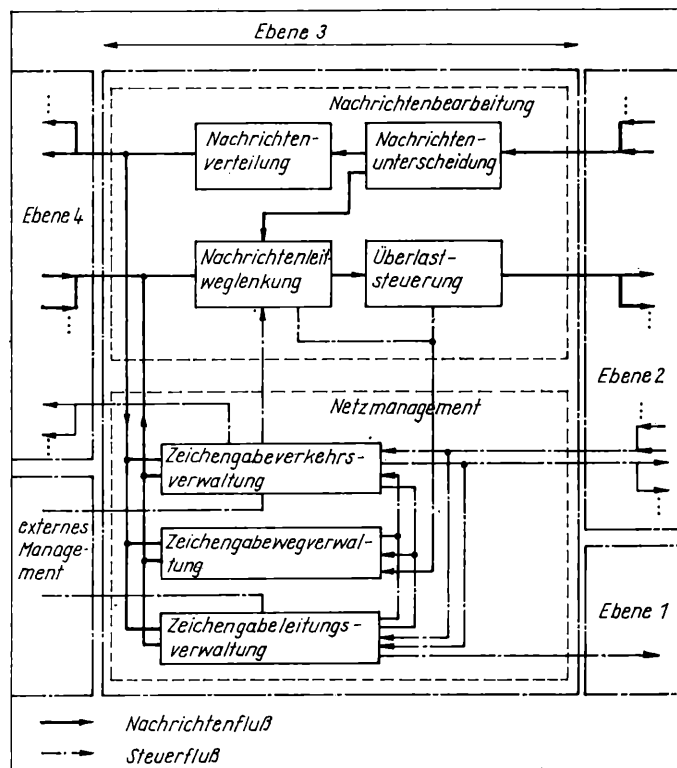 Ebene 3
Nachrichtenbearbeitung
Nachrichten-
verteilung
Nachrichten-
unterscheidung
Ebene 4
Nachrichtenleit-
weglenkung
Überlast-
steuerung
Ebene 2
Netzmanagement
Zeichengabeverkehrs-
verwaltung
externes
Manage-
ment
Zeichengabewegverwal-
tung
Ebene 1
Zeichengabeleitungs-
verwaltung
Nachrichtenfluß
Steuerfluß